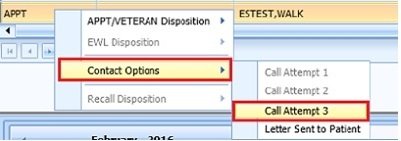 APPT
ESTEST,WALK
APPT/VETERAN Disposition
EWL Disposition
Contact Options
Recall Disposition
Call Attempt 1
Call Attempt 2
Call Attempt 3
Letter Sent to Patient
February, 2016